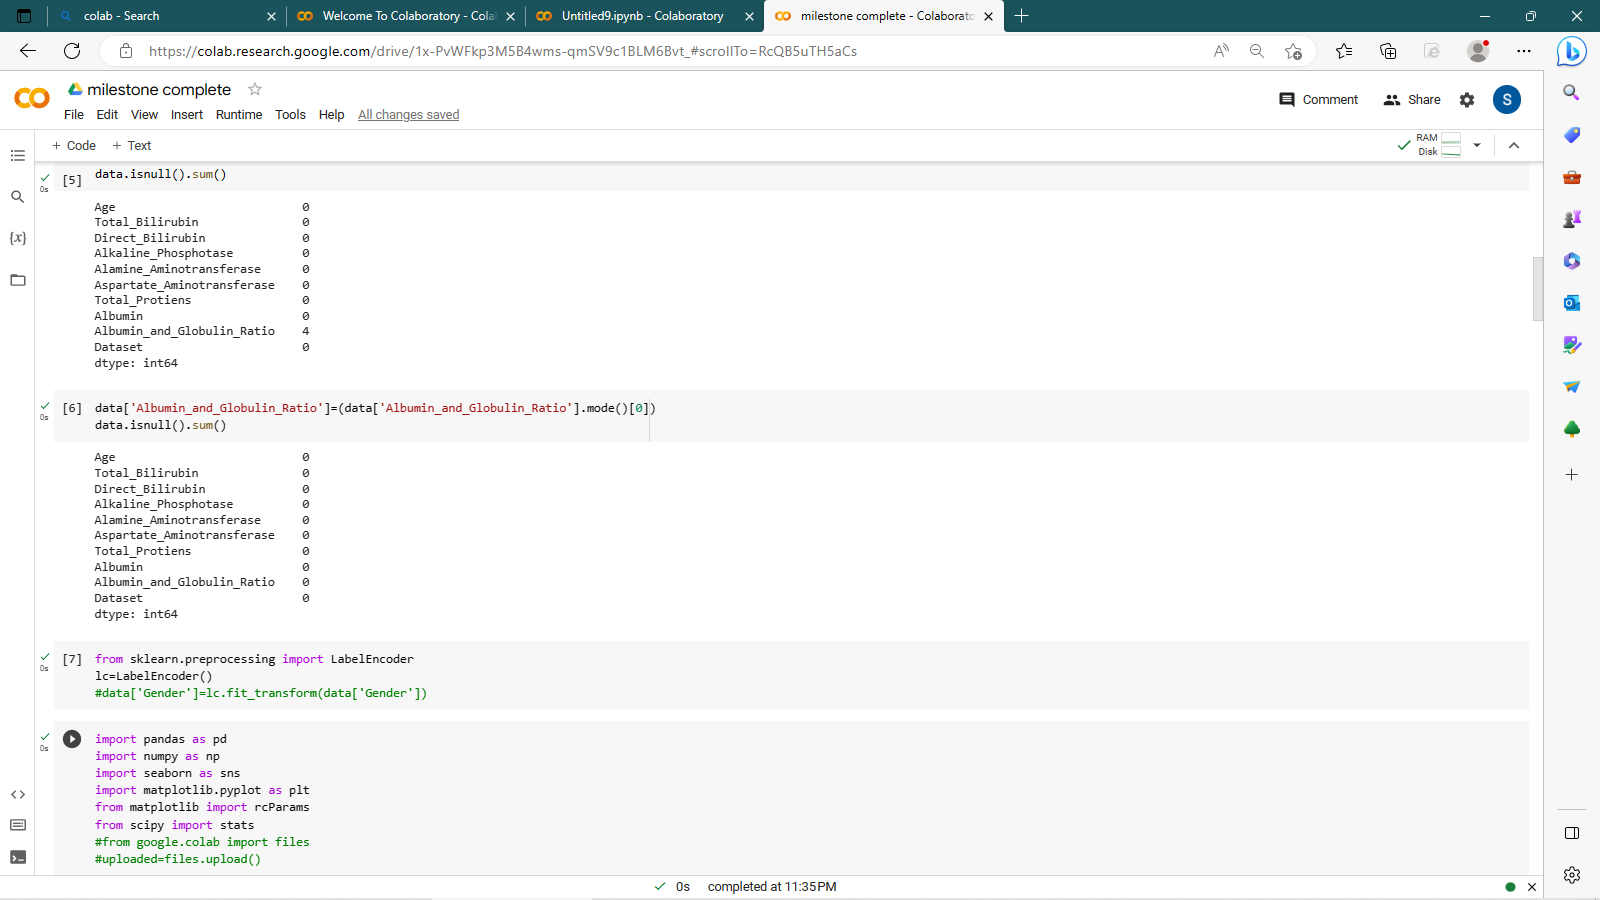 colab - Search
Welcome To Colaboratory - Cola
Untitled9.ipynb - Colaboratory
milestone complete - Colaborato
https://colab.research.google.com/drive/1x-PvWFkp3M5B4wms-qmSV9c1BLM6Bvt_#scrollTo=RcQB5uTH5aCs
milestone complete
File Edit View Insert Runtime Tools Help All changes saved
Comment Share S
+ Code + Text
RAM
Disk
0s
[5] data.isnull().sum()
Age 0
Total_Bilirubin 0
Direct_Bilirubin 0
Alkaline_Phosphotase 0
Alamine_Aminotransferase 0
Aspartate_Aminotransferase 0
Total_Protiens 0
Albumin 0
Albumin_and_Globulin_Ratio 4
Dataset 0
dtype: int64
0s
[6] data['Albumin_and_Globulin_Ratio']=(data['Albumin_and_Globulin_Ratio'].mode()[0])
data.isnull().sum()
Age 0
Total_Bilirubin 0
Direct_Bilirubin 0
Alkaline_Phosphotase 0
Alamine_Aminotransferase 0
Aspartate_Aminotransferase 0
Total_Protiens 0
Albumin 0
Albumin_and_Globulin_Ratio 0
Dataset 0
dtype: int64
0s
[7] from sklearn.preprocessing import LabelEncoder
lc=LabelEncoder()
#data['Gender']=lc.fit_transform(data['Gender'])
0s
import pandas as pd
import numpy as np
import seaborn as sns
import matplotlib.pyplot as plt
from matplotlib import rcParams
from scipy import stats
#from google.colab import files
#uploaded=files.upload()
0s completed at 11:35 PM